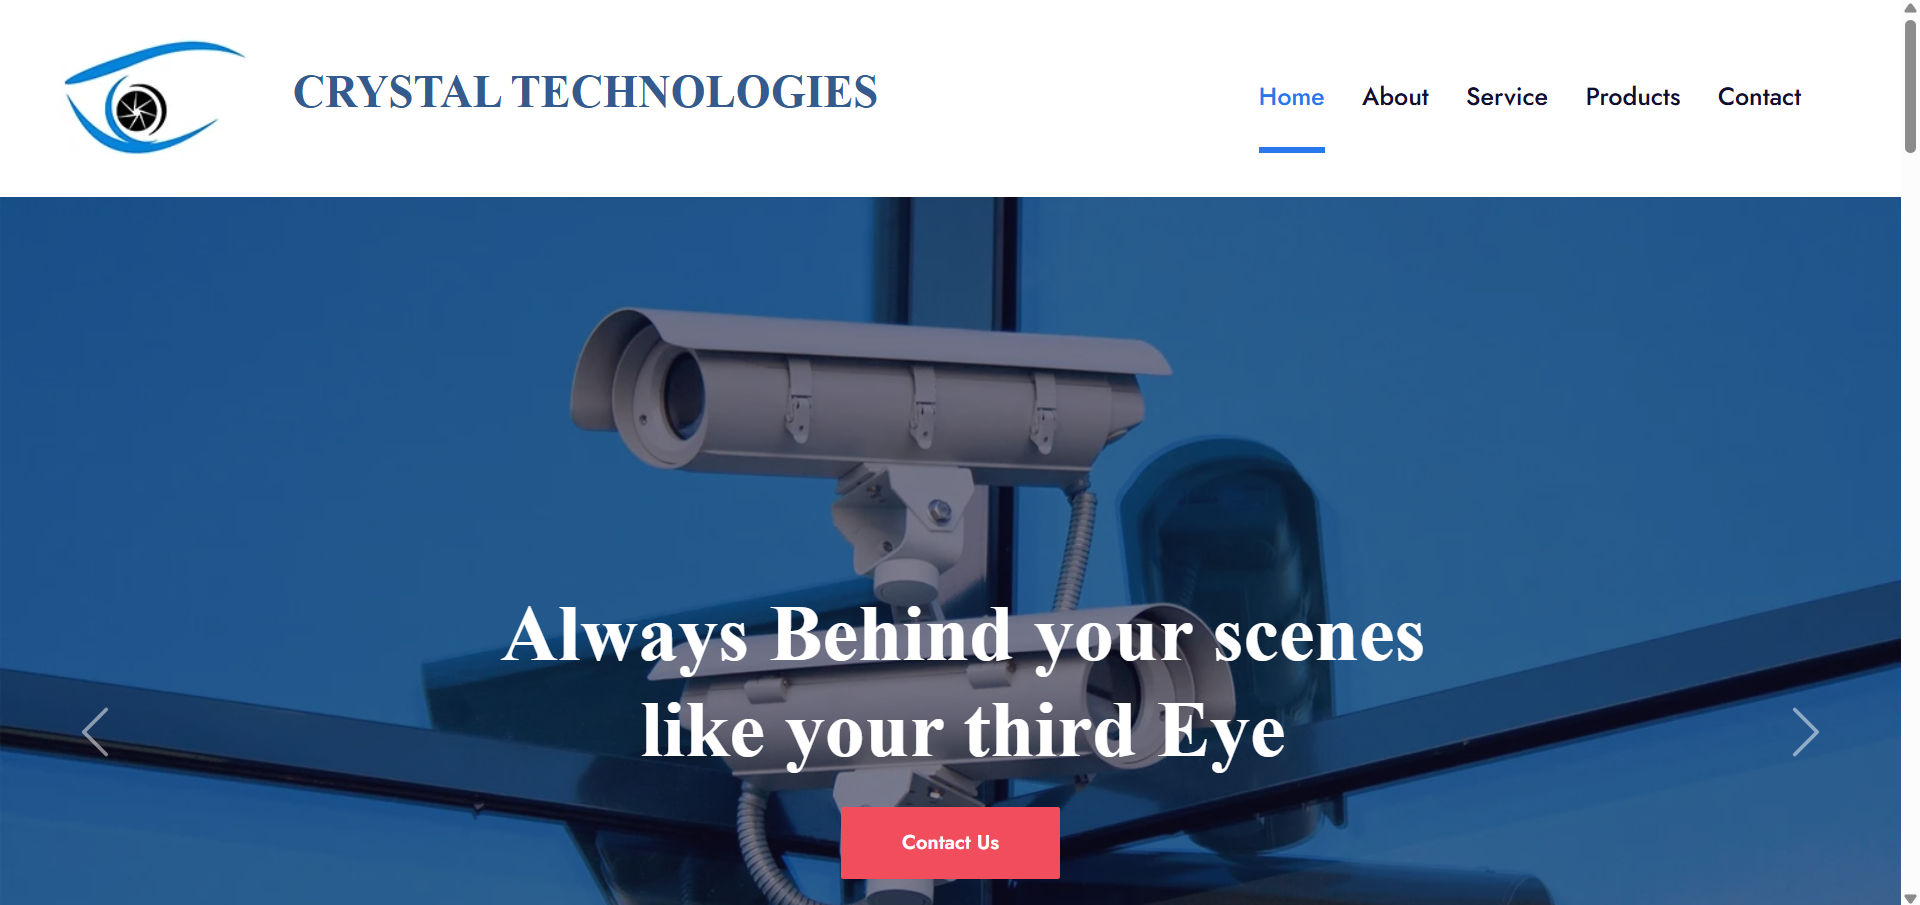 CRYSTAL TECHNOLOGIES
Home About Service Products Contact
Always Behind your scenes
like your third Eye
Contact Us